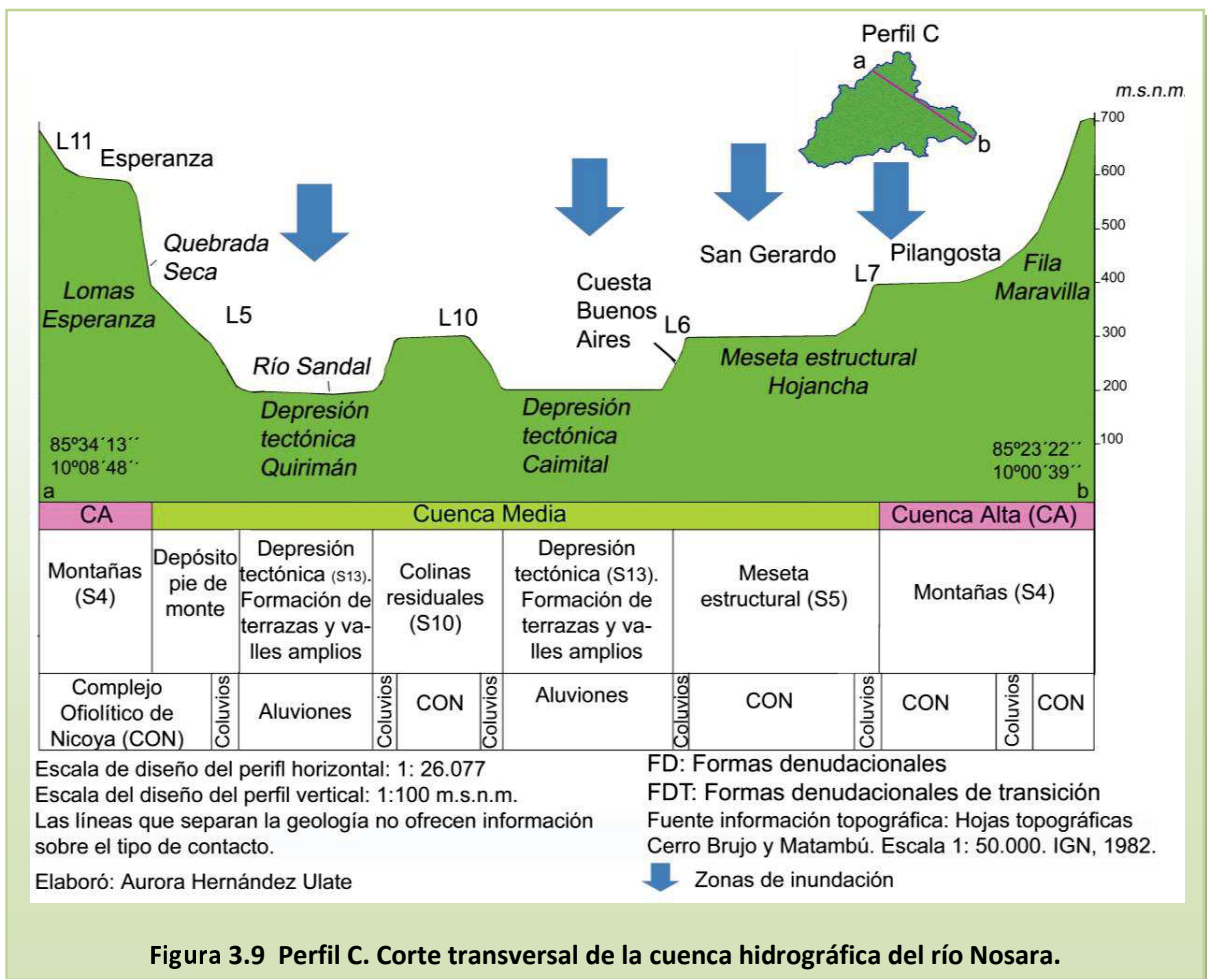 Perfil C
a
b
m.s.n.m.
700
600
500
400
300
200
100
L11
Esperanza
Quebrada
Seca
Lomas
Esperanza
L5
Río Sandal
Depresión
tectónica
Quirimán
L10
Cuesta
Buenos
Aires
L6
Depresión
tectónica
Caimital
San Gerardo
L7
Meseta estructural
Hojancha
Pilangosta
Fila
Maravilla
85º34´13´´
10º08´48´´
a
85º23´22´´
10º00´39´´
b
CA
Cuenca Media
Cuenca Alta (CA)
Montañas
(S4)
Depósito
pie de
monte
Depresión
tectónica (S13).
Formación de
terrazas y va-
lles amplios
Colinas
residuales
(S10)
Depresión
tectónica (S13).
Formación de
terrazas y va-
lles amplios
Meseta
estructural (S5)
Montañas (S4)
Complejo
Ofiolítico de
Nicoya (CON)
Coluvios
Aluviones
Coluvios
CON
Coluvios
Aluviones
Coluvios
CON
Coluvios
CON
Coluvios
CON
Escala de diseño del perifl horizontal: 1: 26.077
Escala del diseño del perfil vertical: 1:100 m.s.n.m.
Las líneas que separan la geología no ofrecen información
sobre el tipo de contacto.
Elaboró: Aurora Hernández Ulate
FD: Formas denudacionales
FDT: Formas denudacionales de transición
Fuente información topográfica: Hojas topográficas
Cerro Brujo y Matambú. Escala 1: 50.000. IGN, 1982.
Zonas de inundación
Figura 3.9 Perfil C. Corte transversal de la cuenca hidrográfica del río Nosara.